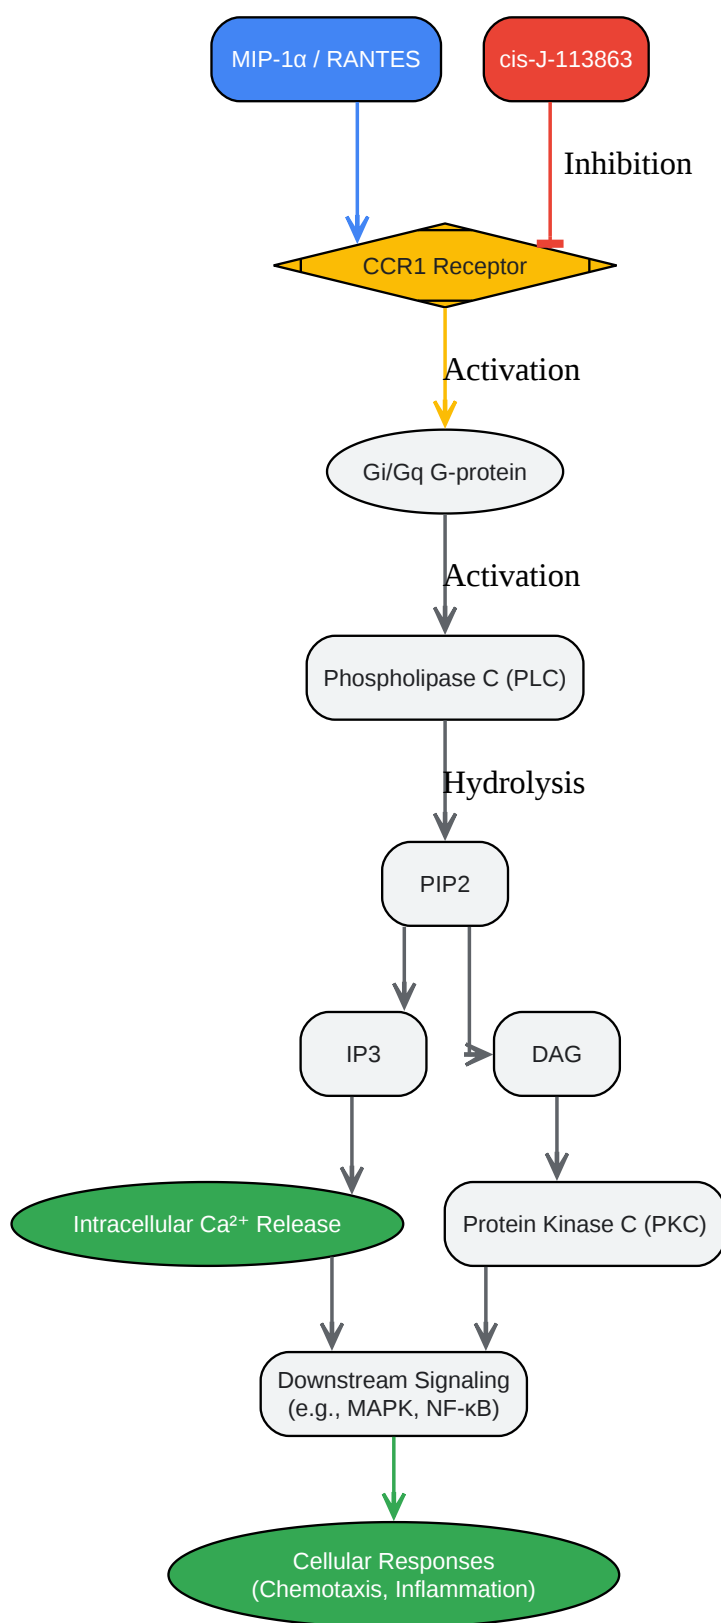 MIP-1α / RANTES
cis-J-113863
Inhibition
CCR1 Receptor
Activation
Gi/Gq G-protein
Activation
Phospholipase C (PLC)
Hydrolysis
PIP2
IP3
DAG
Intracellular Ca²⁺ Release
Protein Kinase C (PKC)
Downstream Signaling
(e.g., MAPK, NF-κB)
Cellular Responses
(Chemotaxis, Inflammation)